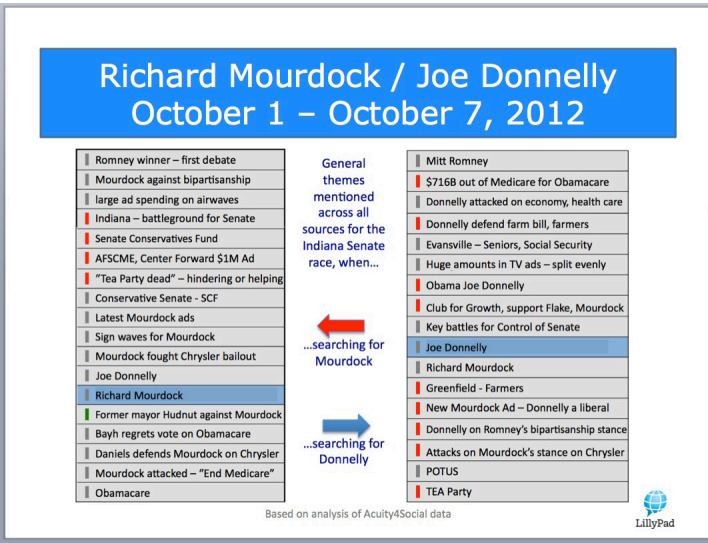 Richard Mourdock / Joe Donnelly
October 1 – October 7, 2012
Romney winner – first debate
Mourdock against bipartisanship
large ad spending on airwaves
Indiana – battleground for Senate
Senate Conservatives Fund
AFSCME, Center Forward $1M Ad
“Tea Party dead” – hindering or helping
Conservative Senate - SCF
Latest Mourdock ads
Sign waves for Mourdock
Mourdock fought Chrysler bailout
Joe Donnelly
Richard Mourdock
Former mayor Hudnut against Mourdock
Bayh regrets vote on Obamacare
Daniels defends Mourdock on Chrysler
Mourdock attacked – ”End Medicare”
Obamacare
General
themes
mentioned
across all
sources for the
Indiana Senate
race, when…
…searching for
Mourdock
…searching for
Donnelly
Mitt Romney
$716B out of Medicare for Obamacare
Donnelly attacked on economy, health care
Donnelly defend farm bill, farmers
Evansville – Seniors, Social Security
Huge amounts in TV ads – split evenly
Obama Joe Donnelly
Club for Growth, support Flake, Mourdock
Key battles for Control of Senate
Joe Donnelly
Richard Mourdock
Greenfield - Farmers
New Mourdock Ad – Donnelly a liberal
Donnelly on Romney’s bipartisanship stance
Attacks on Mourdock’s stance on Chrysler
POTUS
TEA Party
Based on analysis of Acuity4Social data
LillyPad